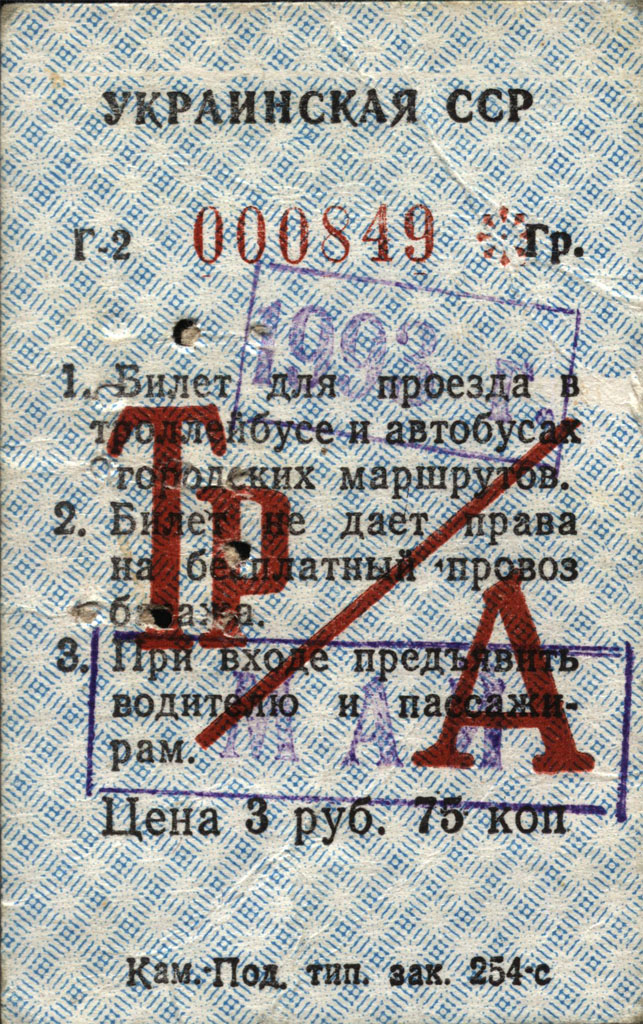 УКРАИНСКАЯ ССР
Г-2 000849 Гр.
1993 г.
1. Билет для проезда в
троллейбусе и автобусах
городских маршрутов.
2. Билет не дает права
на бесплатный провоз
багажа.
Тр/А
3. При входе предъявить
водителю и пассажи-
рам.
МАЙ
Цена 3 руб. 75 коп
Кам.-Под. тип. зак. 254-с